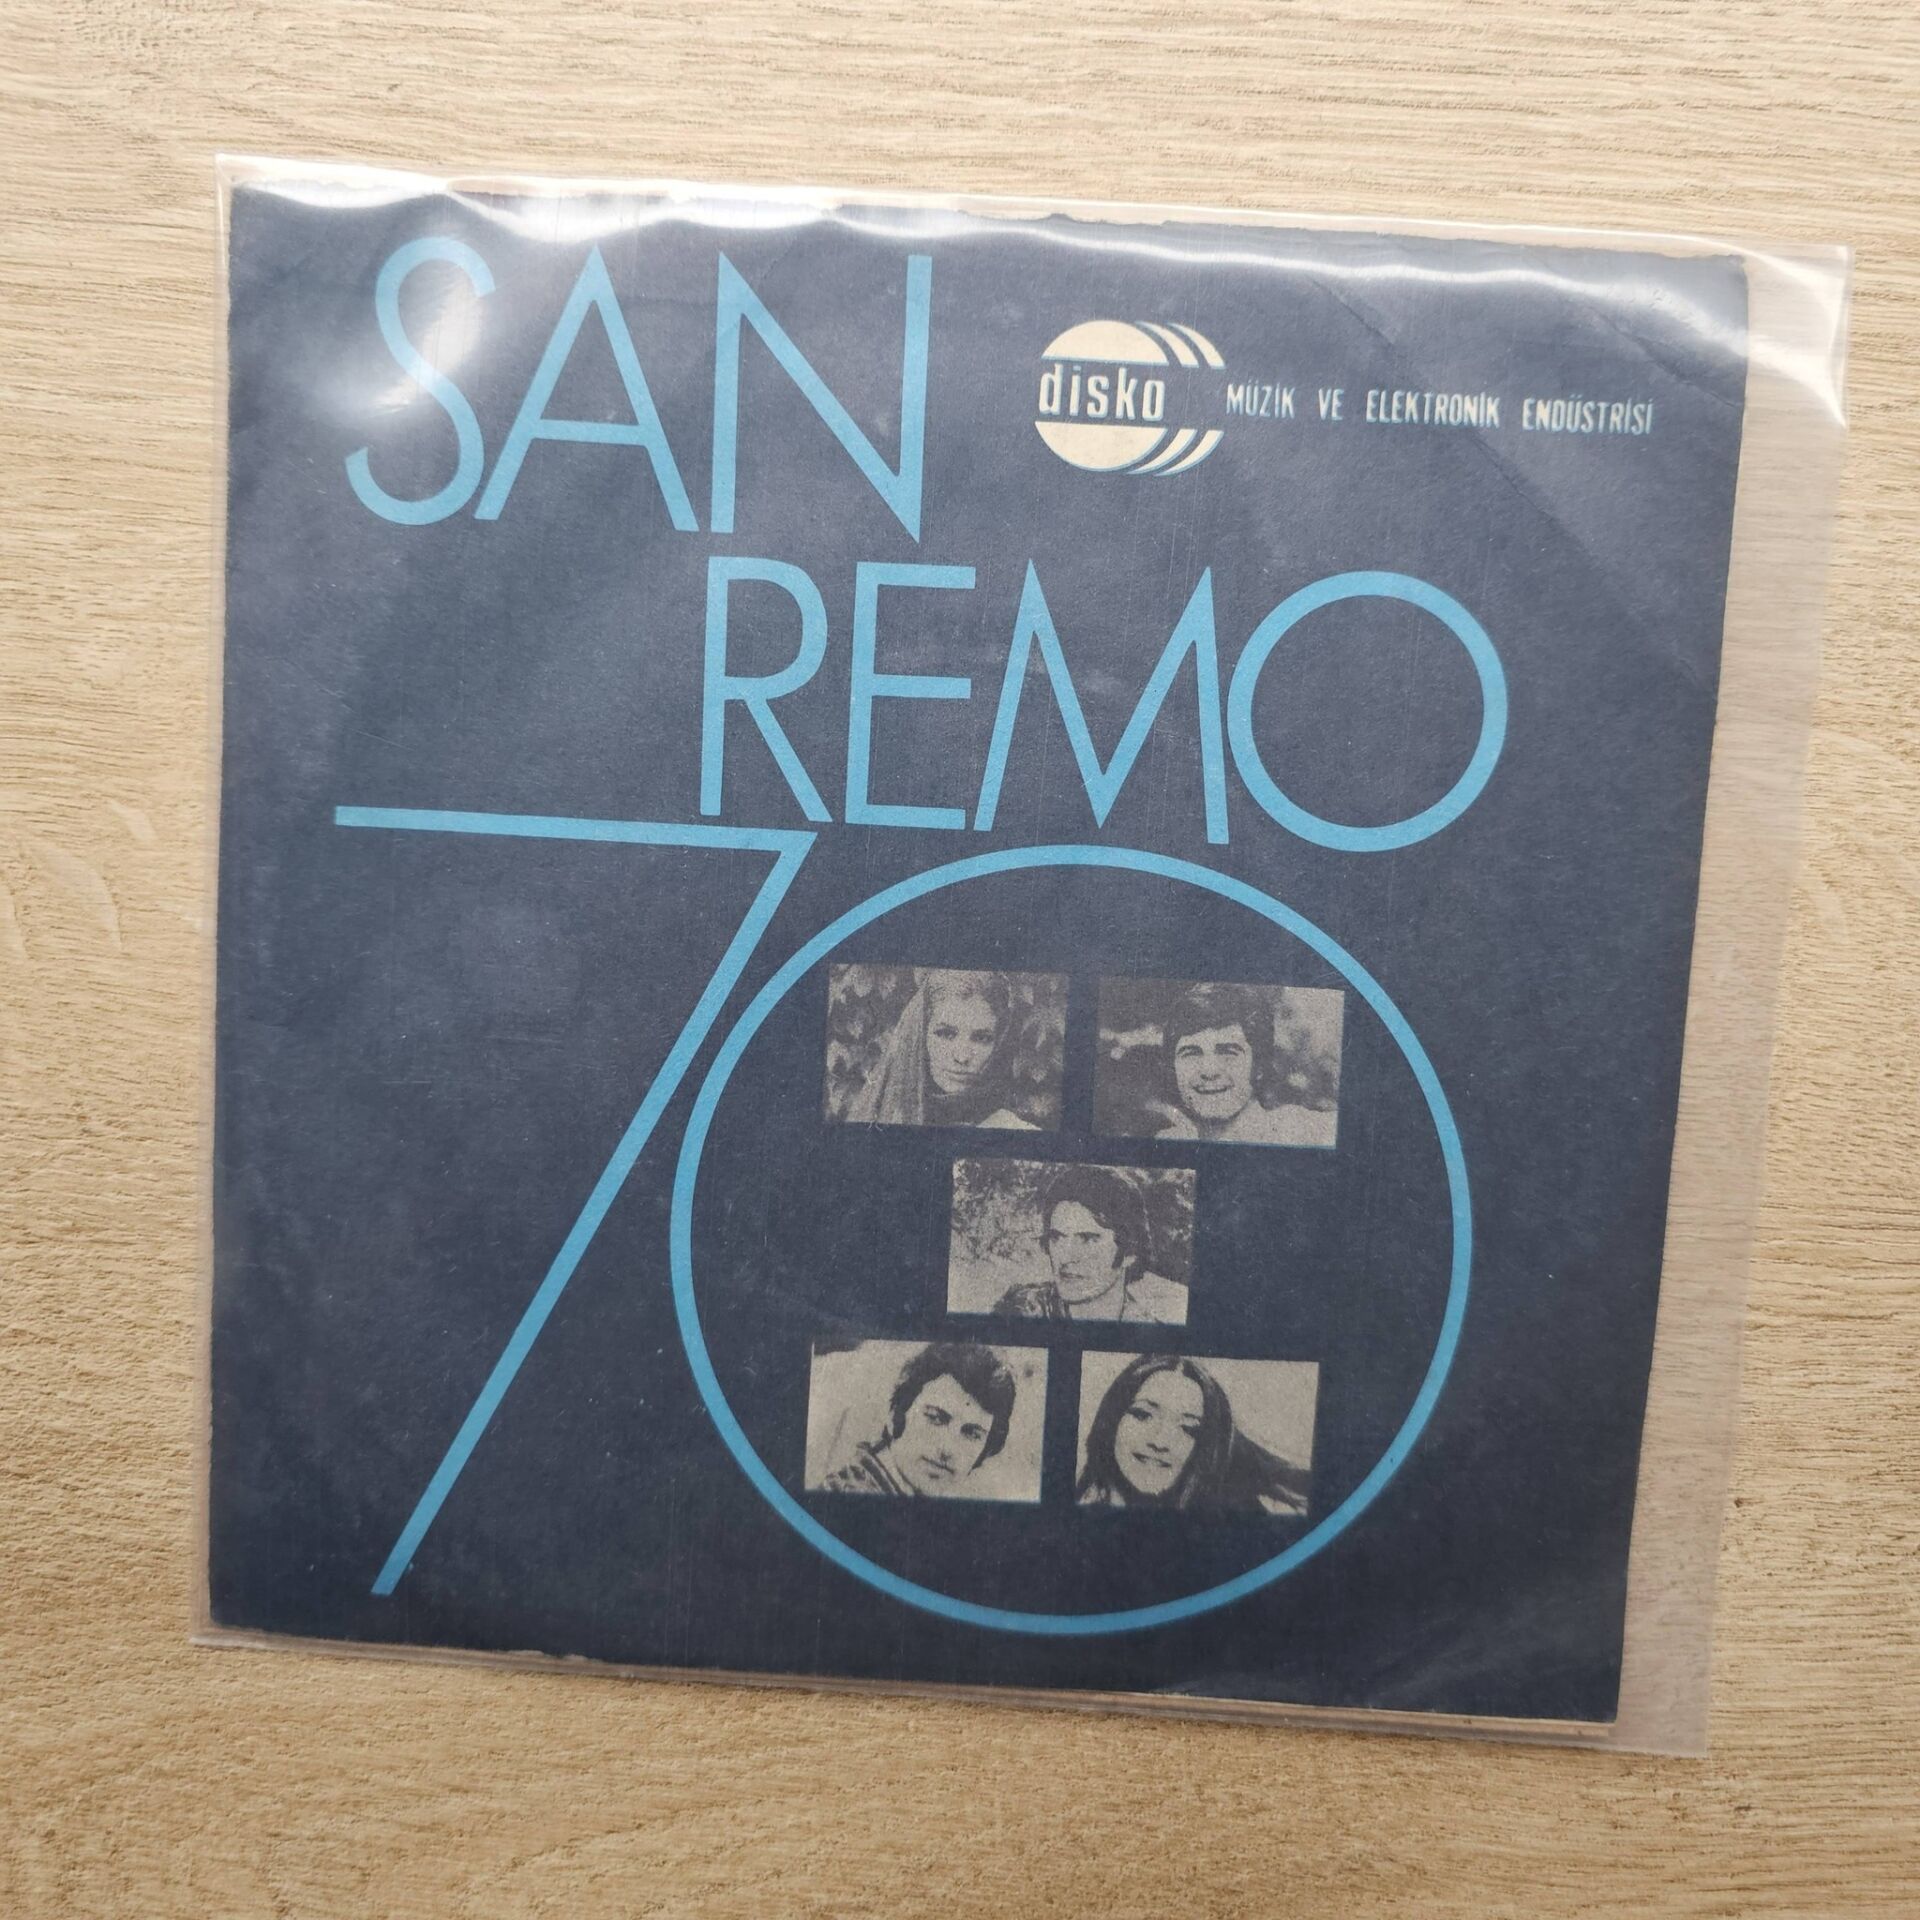 SAN
disko MÜZİK VE ELEKTRONİK ENDÜSTRİSİ
REMO
70